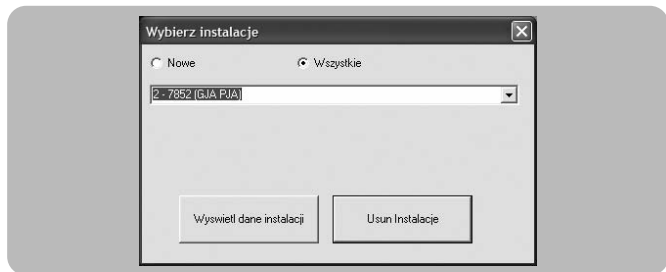 Wybierz instalacje
Nowe Wszystkie
2 - 7852 (GJA PJA)
Wyswietl dane instalacji Usun Instalacje